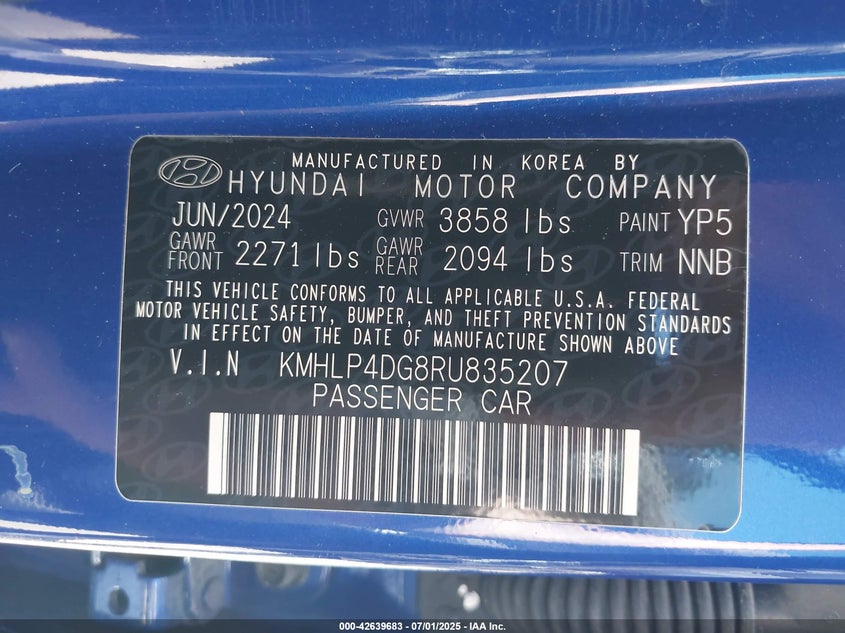 MANUFACTURED IN KOREA BY
HYUNDAI MOTOR COMPANY
JUN/2024 GVWR 3858 lbs PAINT YP5
GAWR FRONT 2271 lbs GAWR REAR 2094 lbs TRIM NNB
THIS VEHICLE CONFORMS TO ALL APPLICABLE U.S.A. FEDERAL
MOTOR VEHICLE SAFETY, BUMPER, AND THEFT PREVENTION STANDARDS
IN EFFECT ON THE DATE OF MANUFACTURE SHOWN ABOVE
V.I.N KMHLP4DG8RU835207
PASSENGER CAR
000-42639683 - 07/01/2025 - IAA Inc.